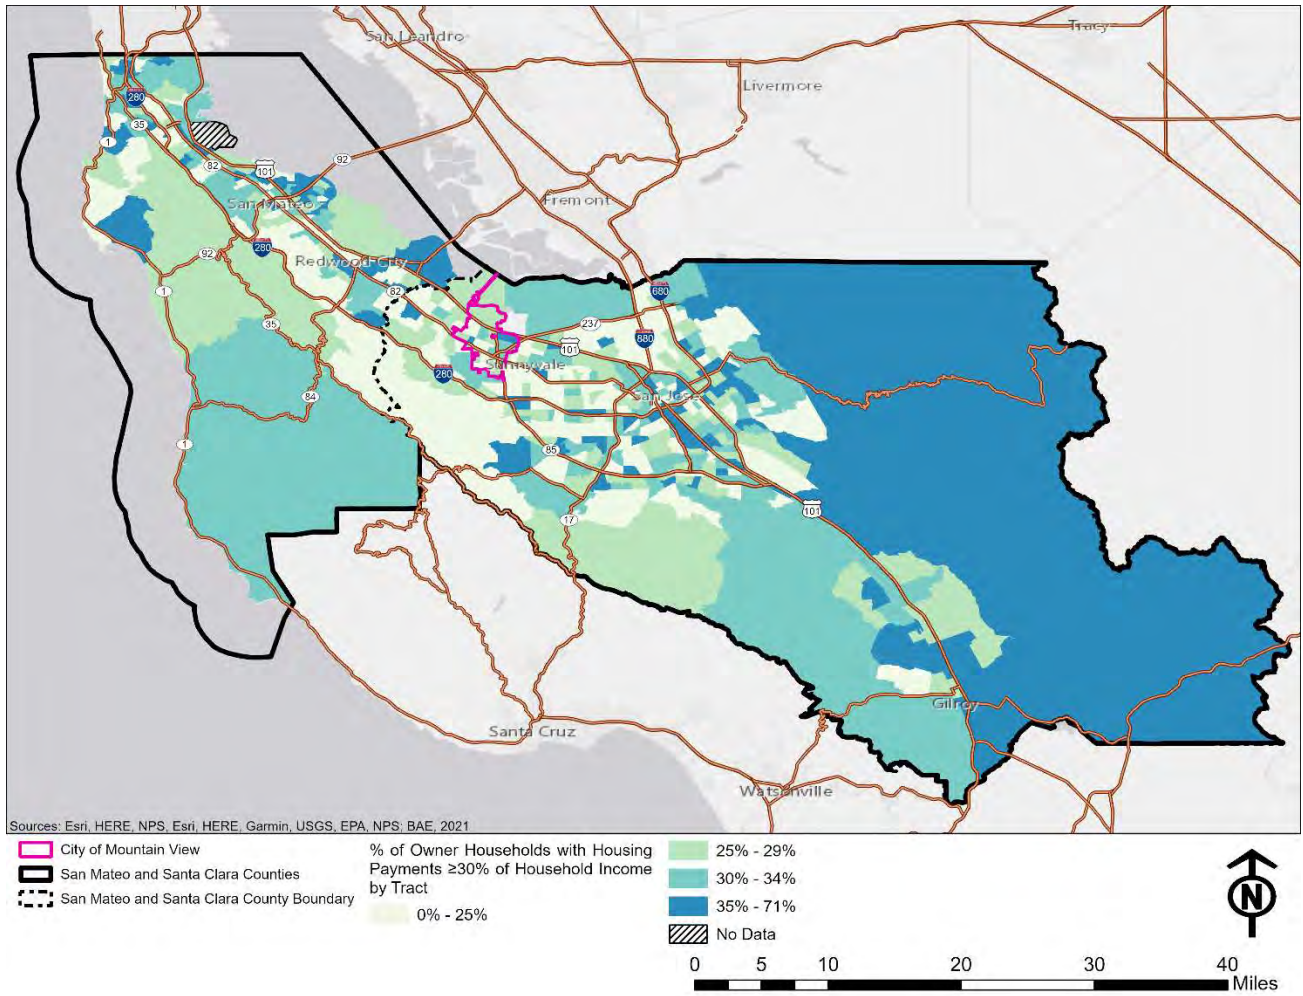 San Leandro
Tracy
Livermore
280
35
1
82
101
92
San Mateo
Fremont
280
92
Redwood City
1
82
680
35
237
880
101
Sunnyvale
280
San Jose
84
1
85
101
17
Gilroy
Santa Cruz
Watsonville
Sources: Esri, HERE, NPS, Esri, HERE, Garmin, USGS, EPA, NPS; BAE, 2021
City of Mountain View
San Mateo and Santa Clara Counties
San Mateo and Santa Clara County Boundary
% of Owner Households with Housing
Payments ≥30% of Household Income
by Tract
0% - 25%
25% - 29%
30% - 34%
35% - 71%
No Data
N
0 5 10 20 30 40
Miles